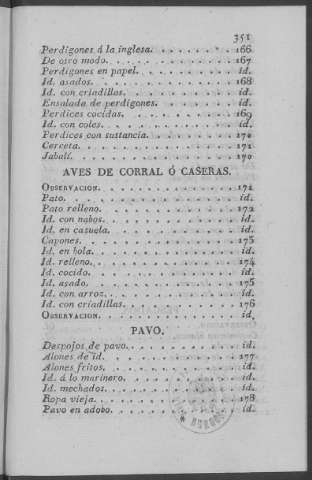 351
Perdigones á la inglesa. . . . . . . . 166
De otro modo. . . . . . . . . . . 167
Perdigones en papel. . . . . . . . . id.
Id. asados. . . . . . . . . . . . 168
Id. con criadillas. . . . . . . . . . id.
Ensalada de perdigones. . . . . . . . id.
Perdices cocidas. . . . . . . . . . 169
Id. con coles. . . . . . . . . . . id.
Perdices con sustancia. . . . . . . . 170
Cerceta. . . . . . . . . . . . . 171
Jabalí. . . . . . . . . . . . . 170
AVES DE CORRAL Ó CASERAS.
OBSERVACION. . . . . . . . . . . 171
Pato. . . . . . . . . . . . . . id.
Pato relleno. . . . . . . . . . . 172
Id. con nabos. . . . . . . . . . . id.
Id. en cazuela. . . . . . . . . . . id.
Capones. . . . . . . . . . . . . 173
Id. en hola. . . . . . . . . . . . id.
Id. relleno. . . . . . . . . . . . 174
Id. cocido. . . . . . . . . . . . id.
Id. asado. . . . . . . . . . . . 175
Id. con arroz. . . . . . . . . . . id.
Id. con criadillas. . . . . . . . . . 176
OBSERVACION. . . . . . . . . . . id.
PAVO.
Despojos de pavo. . . . . . . . . . id.
Alones de id. . . . . . . . . . . 177
Alones fritos. . . . . . . . . . . id.
Id. á lo marinero. . . . . . . . . . id.
Id. mechados. . . . . . . . . . . id.
Ropa vieja. . . . . . . . . . . . 178
Pavo en adobo. . . . . . . . . . . id.